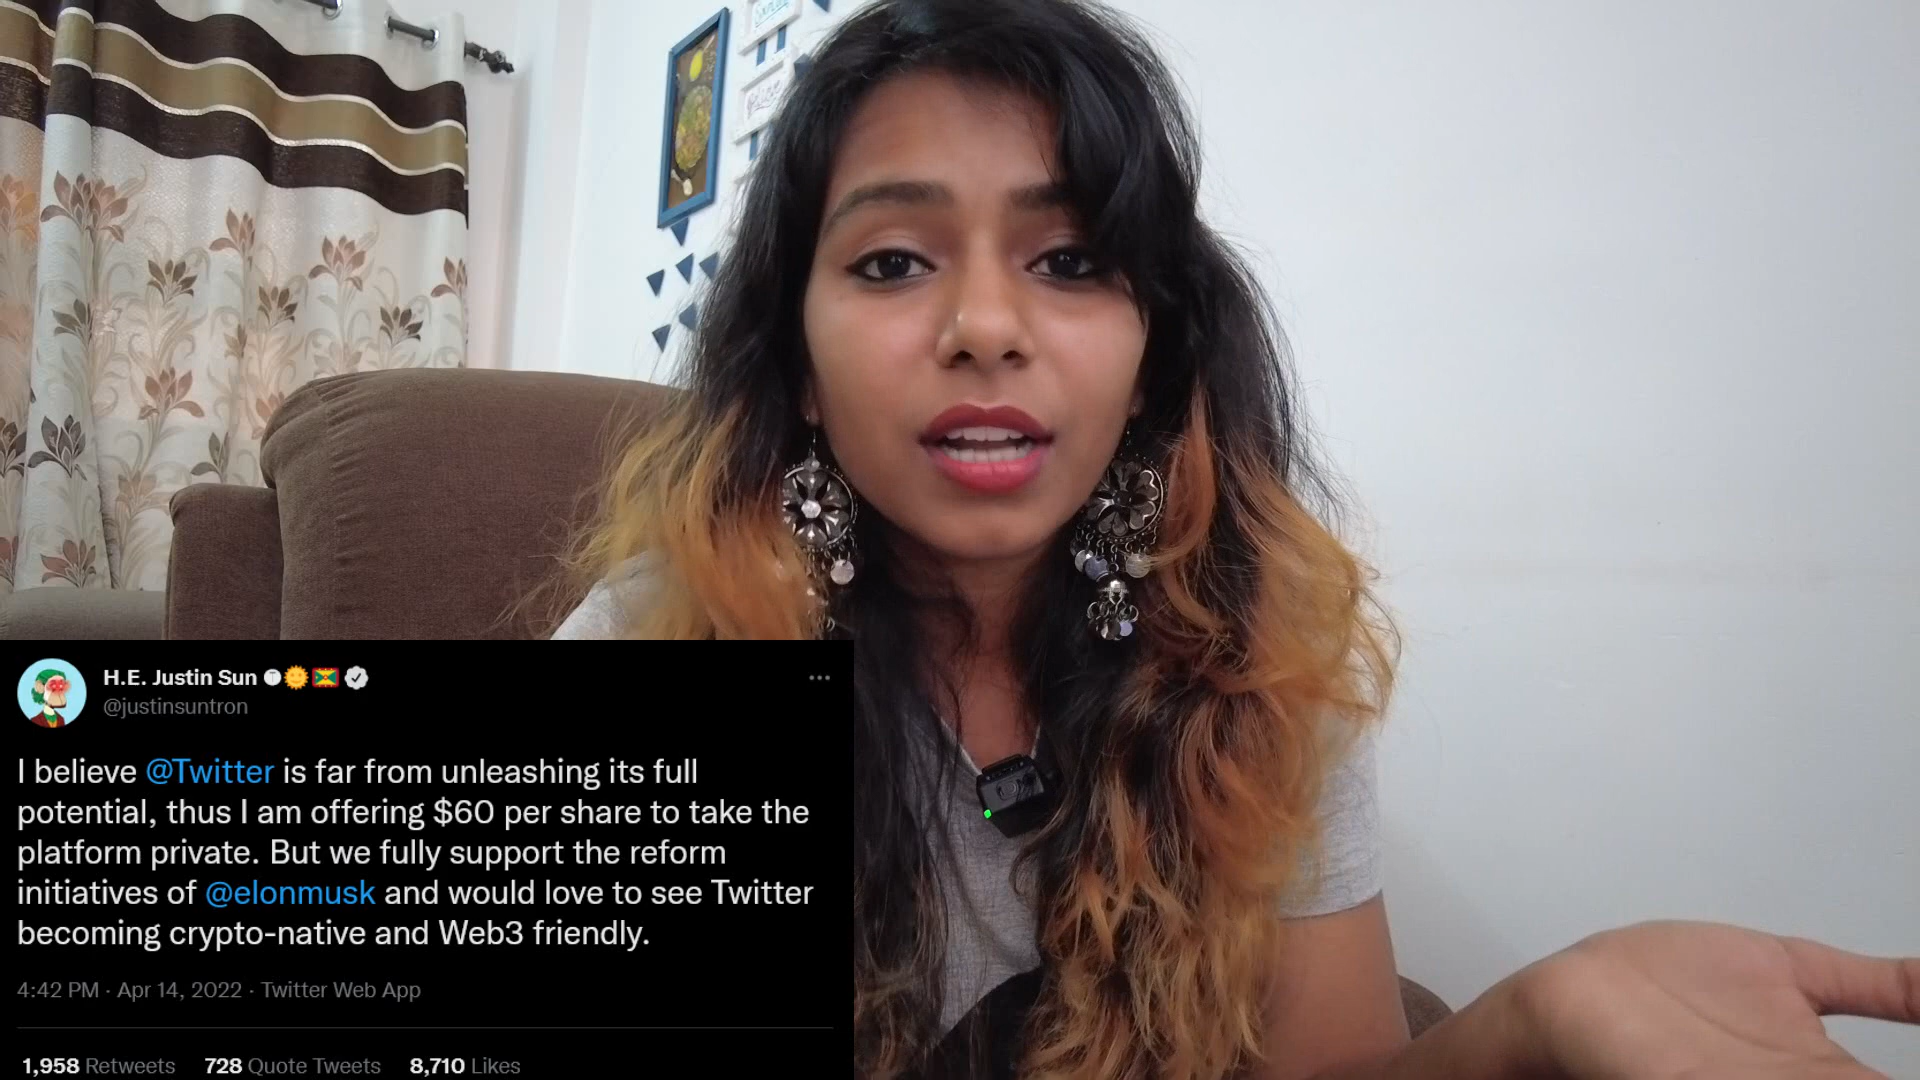 Believe
H.E. Justin Sun
@justinsuntron
I believe @Twitter is far from unleashing its full
potential, thus I am offering $60 per share to take the
platform private. But we fully support the reform
initiatives of @elonmusk and would love to see Twitter
becoming crypto-native and Web3 friendly.
4:42 PM · Apr 14, 2022 · Twitter Web App
1,958 Retweets 728 Quote Tweets 8,710 Likes